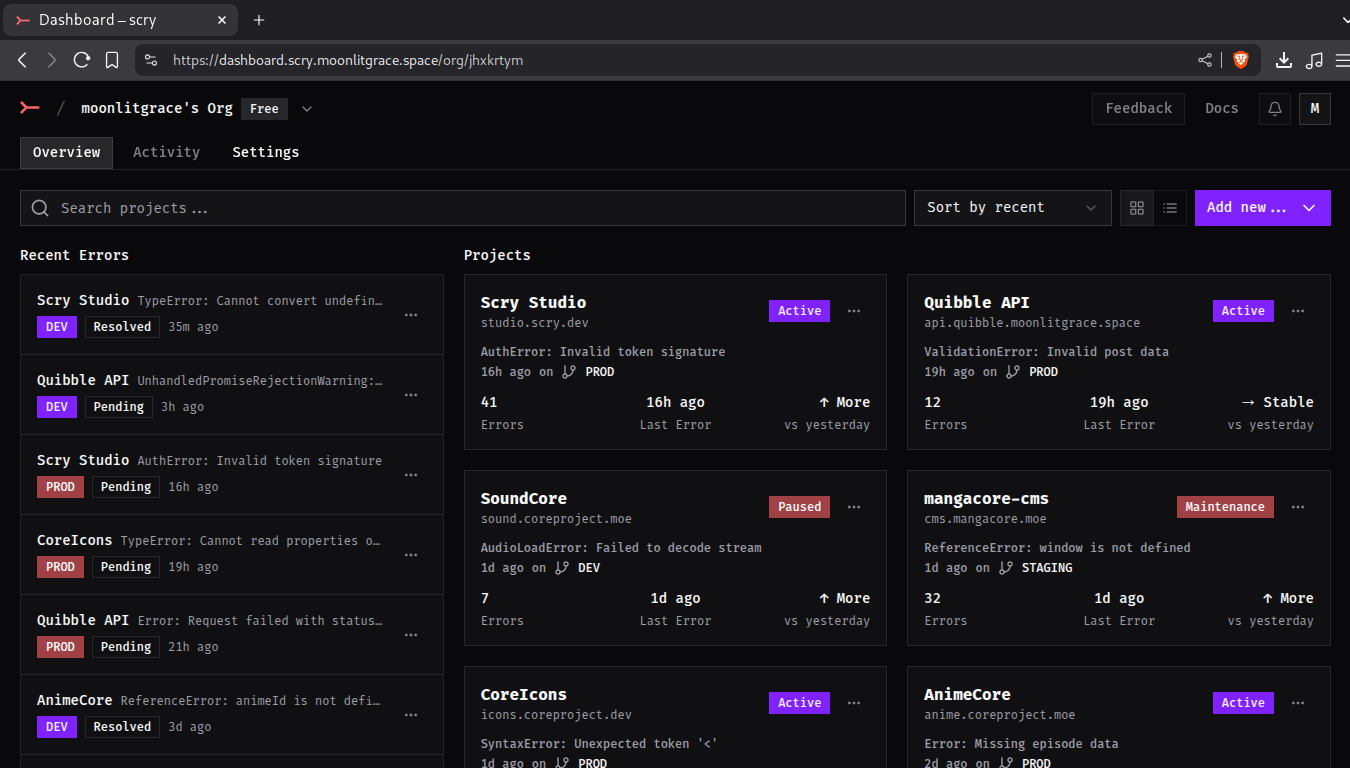 Dashboard – scry
https://dashboard.scry.moonlitgrace.space/org/jhxkrtym
/ moonlitgrace's Org Free
Feedback Docs M
Overview Activity Settings
Search projects...
Sort by recent
Add new...
Recent Errors
Scry Studio TypeError: Cannot convert undefin…
DEV Resolved 35m ago
Quibble API UnhandledPromiseRejectionWarning:…
DEV Pending 3h ago
Scry Studio AuthError: Invalid token signature
PROD Pending 16h ago
CoreIcons TypeError: Cannot read properties o…
PROD Pending 19h ago
Quibble API Error: Request failed with status…
PROD Pending 21h ago
AnimeCore ReferenceError: animeId is not defi…
DEV Resolved 3d ago
Projects
Scry Studio Active
studio.scry.dev
AuthError: Invalid token signature
16h ago on PROD
41 16h ago ↑ More
Errors Last Error vs yesterday
Quibble API Active
api.quibble.moonlitgrace.space
ValidationError: Invalid post data
19h ago on PROD
12 19h ago → Stable
Errors Last Error vs yesterday
SoundCore Paused
sound.coreproject.moe
AudioLoadError: Failed to decode stream
1d ago on DEV
7 1d ago ↑ More
Errors Last Error vs yesterday
mangacore-cms Maintenance
cms.mangacore.moe
ReferenceError: window is not defined
1d ago on STAGING
32 1d ago ↑ More
Errors Last Error vs yesterday
CoreIcons Active
icons.coreproject.dev
SyntaxError: Unexpected token '<'
1d ago on PROD
AnimeCore Active
anime.coreproject.moe
Error: Missing episode data
2d ago on PROD